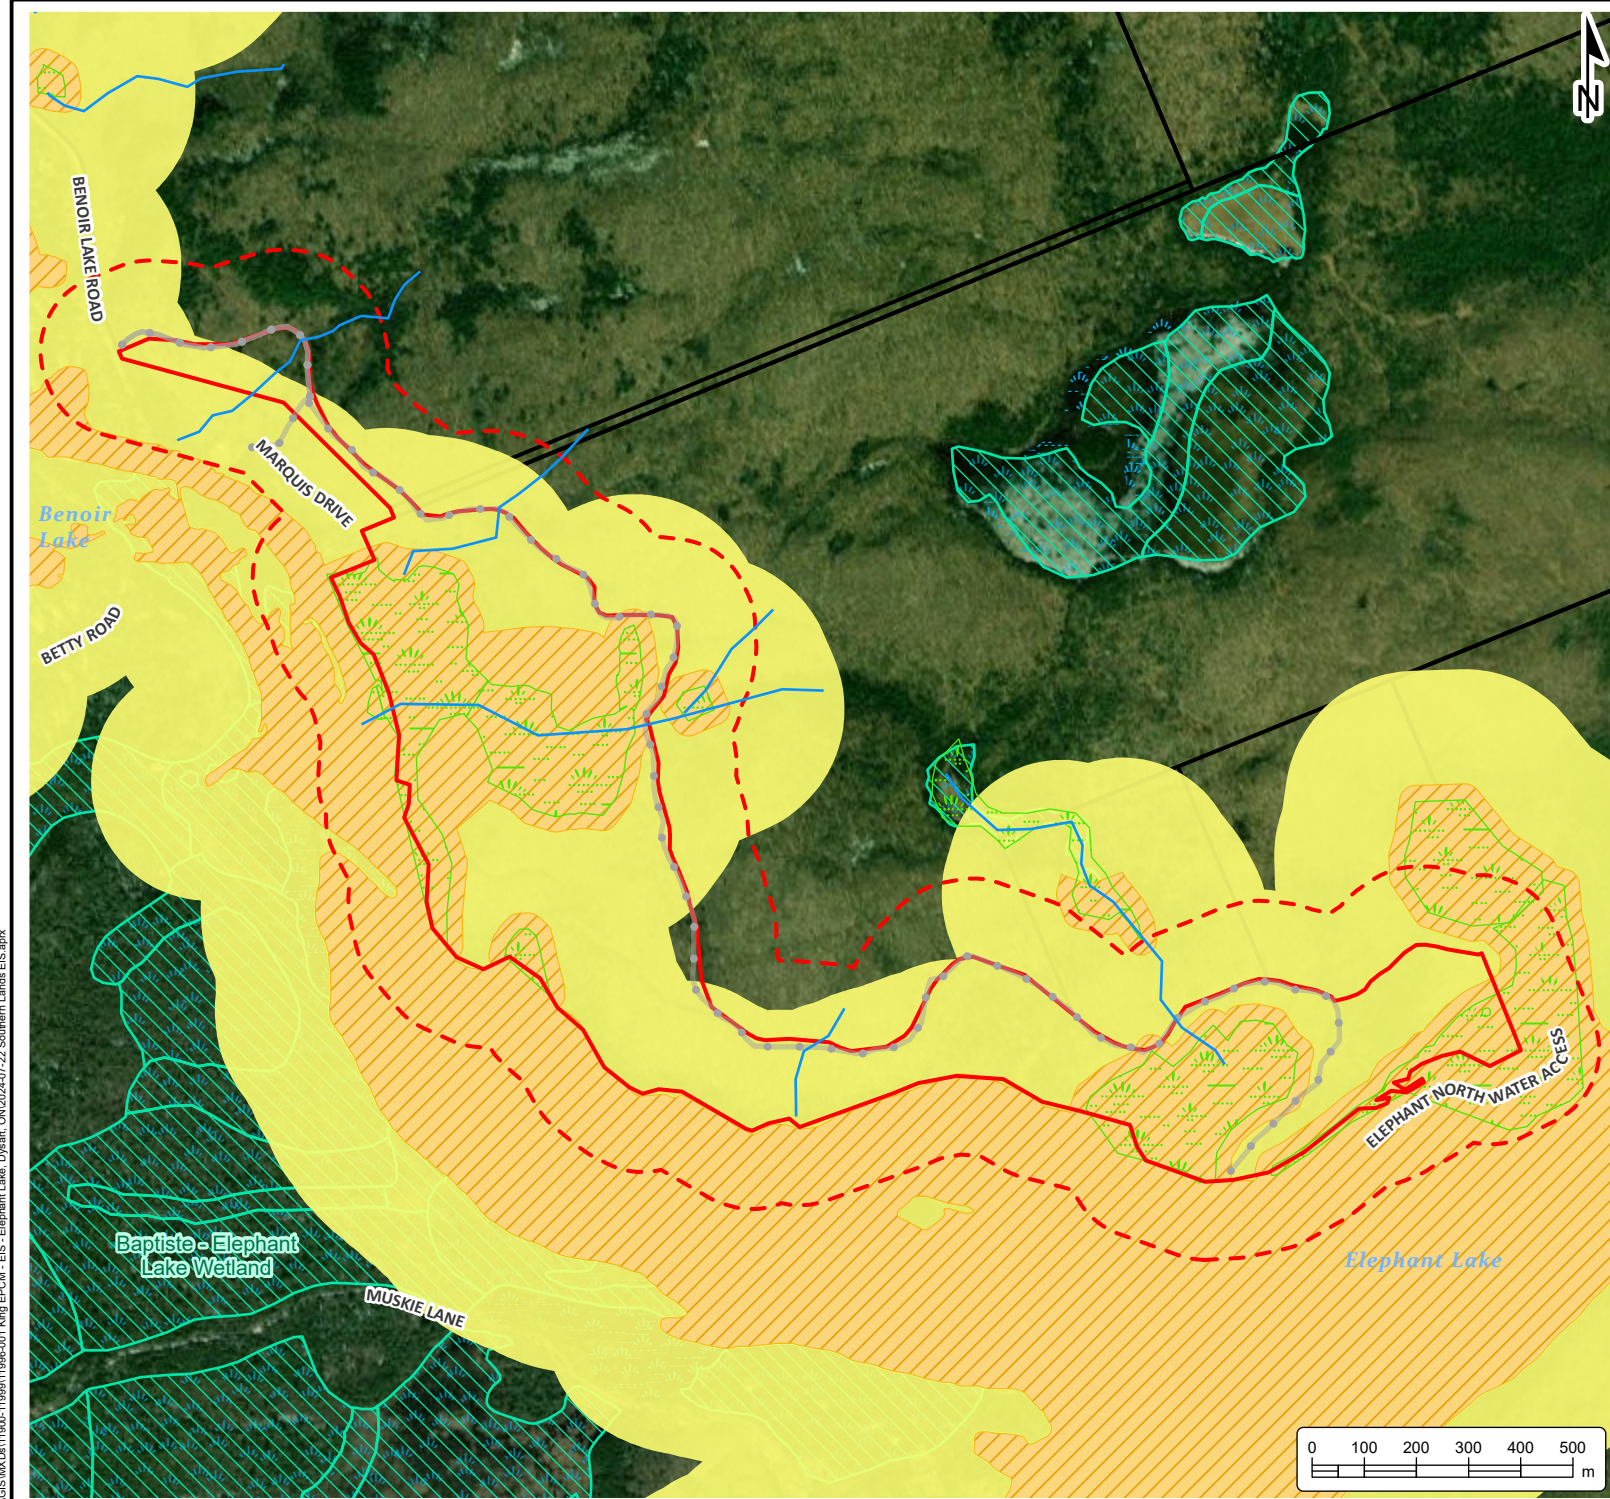 N
BENOIR LAKE ROAD
MARQUIS DRIVE
Benoir
Lake
BETTY ROAD
ELEPHANT NORTH WATER ACCESS
Baptiste - Elephant
Lake Wetland
Elephant Lake
MUSKIE LANE
0 100 200 300 400 500
m